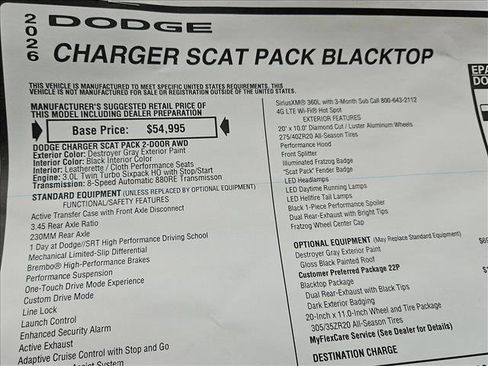 2026
DODGE
CHARGER SCAT PACK BLACKTOP
THIS VEHICLE IS MANUFACTURED TO MEET SPECIFIC UNITED STATES REQUIREMENTS. THIS
VEHICLE IS NOT MANUFACTURED FOR SALE OR REGISTRATION OUTSIDE OF THE UNITED STATES.
MANUFACTURER'S SUGGESTED RETAIL PRICE OF
THIS MODEL INCLUDING DEALER PREPARATION
Base Price: $54,995
DODGE CHARGER SCAT PACK 2-DOOR AWD
Exterior Color: Destroyer Gray Exterior Paint
Interior Color: Black Interior Color
Interior: Leatherette / Cloth Performance Seats
Engine: 3.0L Twin Turbo Sixpack HO with Stop/Start
Transmission: 8-Speed Automatic 880RE Transmisson
STANDARD EQUIPMENT (UNLESS REPLACED BY OPTIONAL EQUIPMENT)
FUNCTIONAL/SAFETY FEATURES
Active Transfer Case with Front Axle Disconnect
3.45 Rear Axle Ratio
230MM Rear Axle
1 Day at Dodge/SRT High Performance Driving School
Mechanical Limited-Slip Differential
Brembo® High-Performance Brakes
Performance Suspension
One-Touch Drive Mode Experience
Custom Drive Mode
Line Lock
Launch Control
Enhanced Security Alarm
Active Exhaust
Adaptive Cruise Control with Stop and Go
Assist System
SiriusXM® 360L with 3-Month Sub Call 800-643-2112
4G LTE Wi-Fi® Hot Spot
EXTERIOR FEATURES
20" x 10.0" Diamond Cut / Luster Aluminum Wheels
275/40ZR20 All-Season Tires
Performance Hood
Front Splitter
Illuminated Fratzog Badge
"Scat Pack" Fender Badge
LED Headlamps
LED Daytime Running Lamps
LED Hellfire Tail Lamps
Black 1-Piece Performance Spoiler
Dual Rear-Exhaust with Bright Tips
Fratzog Wheel Center Cap
OPTIONAL EQUIPMENT (May Replace Standard Equipment)
Destroyer Gray Exterior Paint
Gloss Black Painted Roof
Customer Preferred Package 22P
Blacktop Package
Dual Rear-Exhaust with Black Tips
Dark Exterior Badging
20-Inch x 11.0-Inch Wheel and Tire Package
305/35ZR20 All-Season Tires
MyFlexCare Service (See Dealer for Details)
DESTINATION CHARGE
EPA
DO